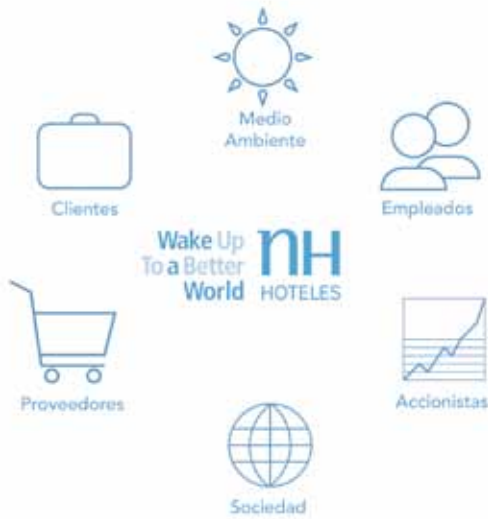 Medio
Ambiente
Clientes
Empleados
Wake Up
To a Better
World
nH
HOTELES
Proveedores
Accionistas
Sociedad